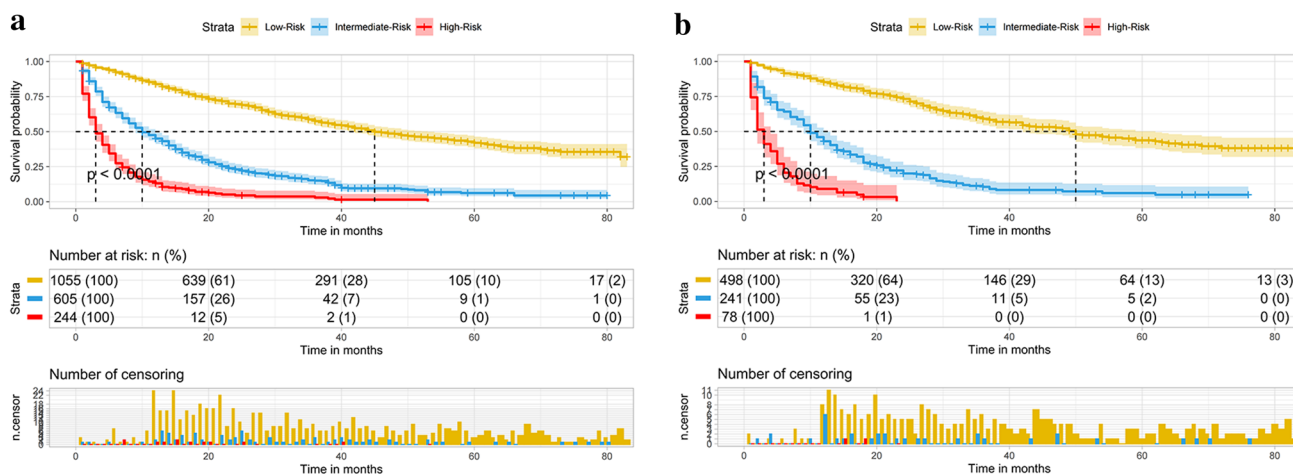 a
Strata Low-Risk Intermediate-Risk High-Risk
Survival probability
1.00
0.75
0.50
0.25
0.00
p < 0.0001
0 20 40 60 80
Time in months
Number at risk: n (%)
Strata
1055 (100) 639 (61) 291 (28) 105 (10) 17 (2)
605 (100) 157 (26) 42 (7) 9 (1) 1 (0)
244 (100) 12 (5) 2 (1) 0 (0) 0 (0)
0 20 40 60 80
Time in months
Number of censoring
n.censor
24
22
0 20 40 60 80
Time in months
b
Strata Low-Risk Intermediate-Risk High-Risk
Survival probability
1.00
0.75
0.50
0.25
0.00
p < 0.0001
0 20 40 60 80
Time in months
Number at risk: n (%)
Strata
498 (100) 320 (64) 146 (29) 64 (13) 13 (3)
241 (100) 55 (23) 11 (5) 5 (2) 0 (0)
78 (100) 1 (1) 0 (0) 0 (0) 0 (0)
0 20 40 60 80
Time in months
Number of censoring
n.censor
11
0 20 40 60 80
Time in months